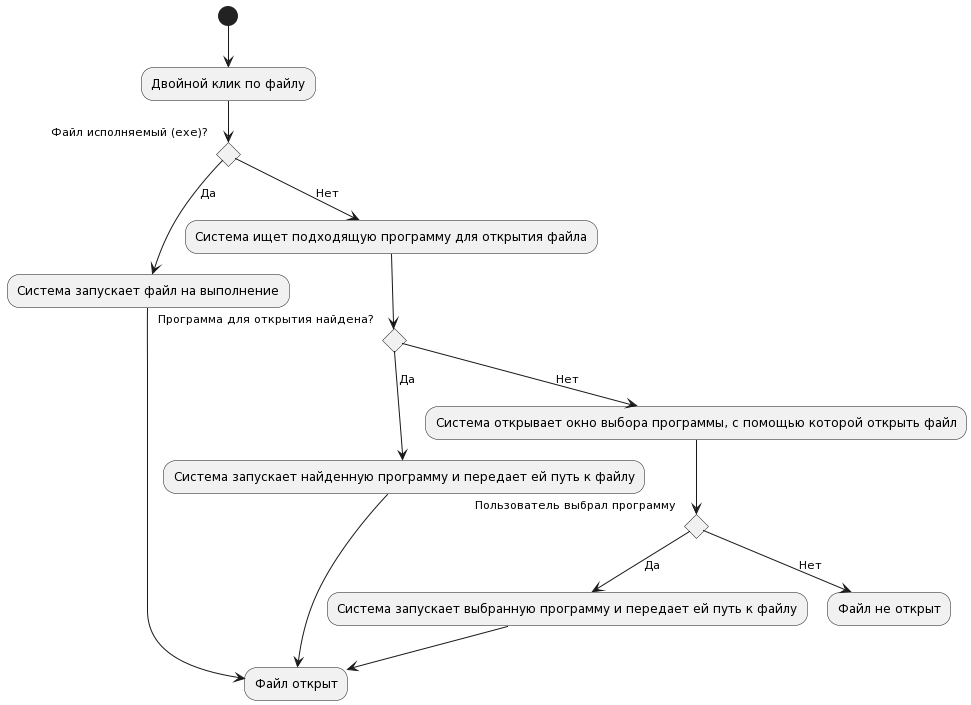 Двойной клик по файлу
Файл исполняемый (exe)?
Да
Нет
Система ищет подходящую программу для открытия файла
Система запускает файл на выполнение
Программа для открытия найдена?
Да
Нет
Система открывает окно выбора программы, с помощью которой открыть файл
Система запускает найденную программу и передает ей путь к файлу
Пользователь выбрал программу
Да
Нет
Система запускает выбранную программу и передает ей путь к файлу
Файл не открыт
Файл открыт